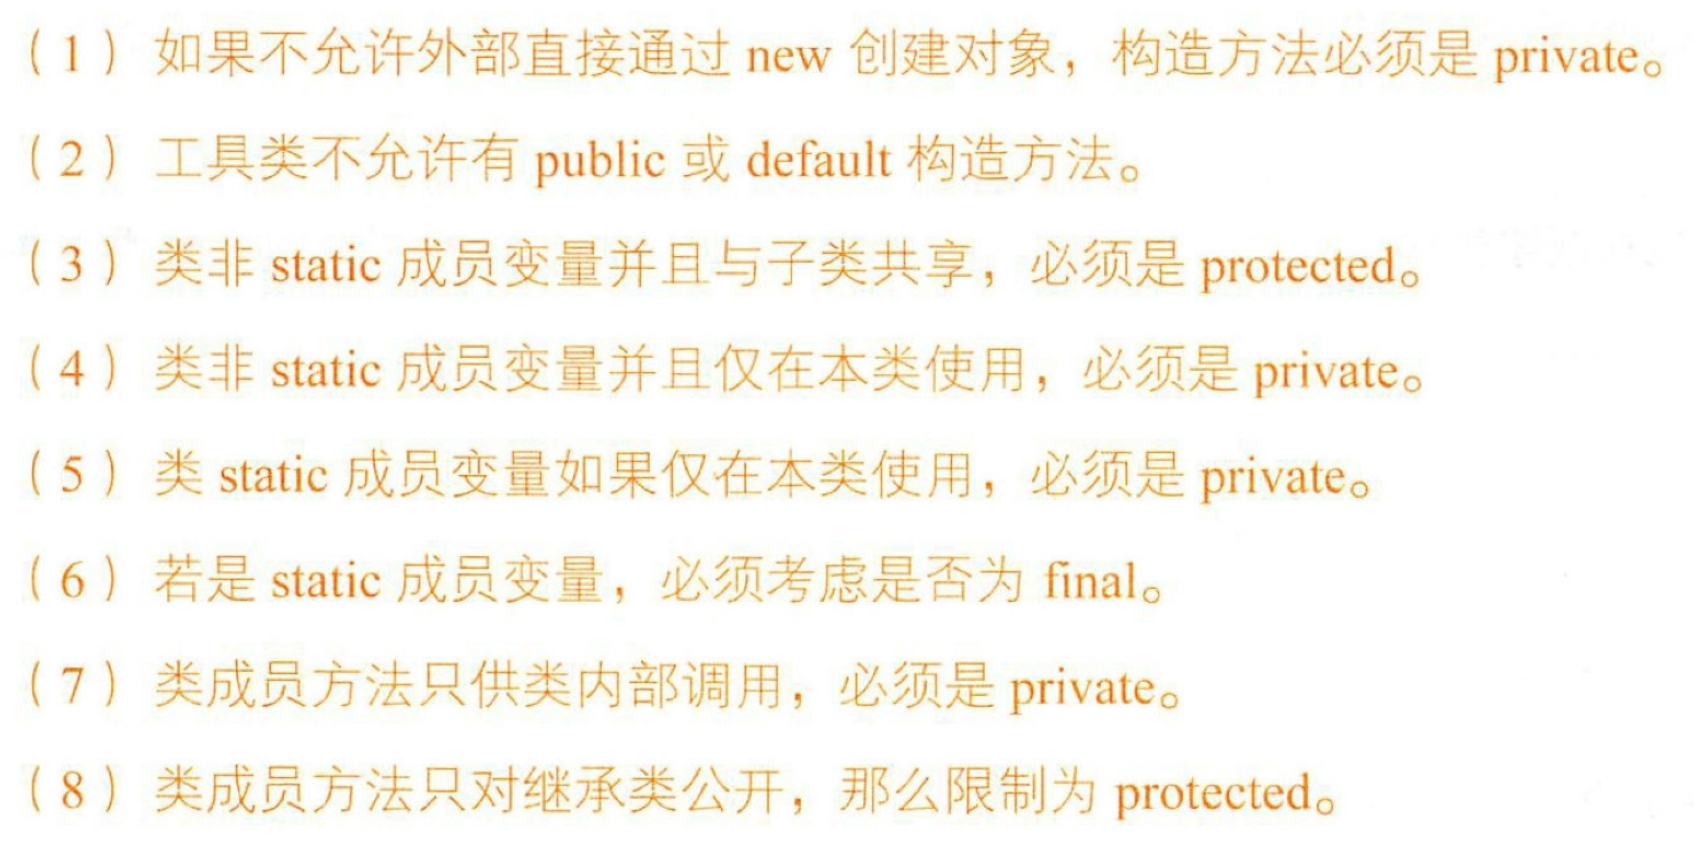 （1）如果不允许外部直接通过 new 创建对象，构造方法必须是 private。
（2）工具类不允许有 public 或 default 构造方法。
（3）类非 static 成员变量并且与子类共享，必须是 protected。
（4）类非 static 成员变量并且仅在本类使用，必须是 private。
（5）类 static 成员变量如果仅在本类使用，必须是 private。
（6）若是 static 成员变量，必须考虑是否为 final。
（7）类成员方法只供类内部调用，必须是 private。
（8）类成员方法只对继承类公开，那么限制为 protected。